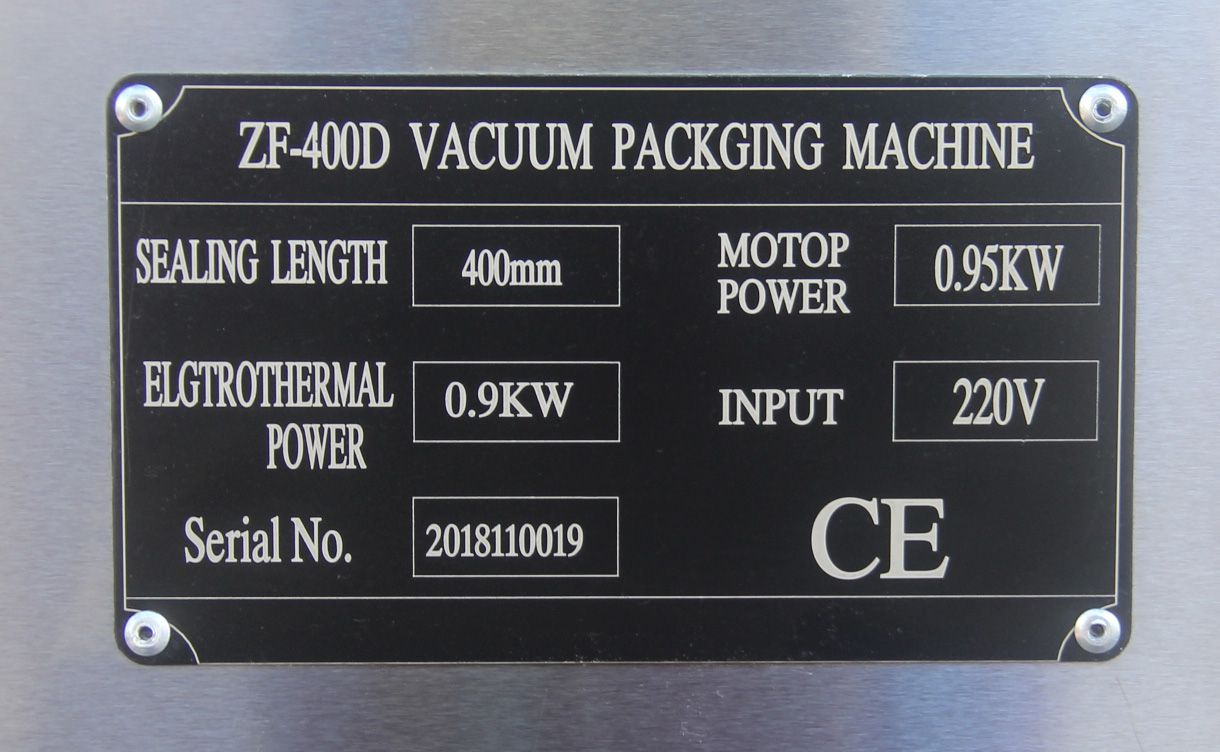 ZF-400D VACUUM PACKGING MACHINE
SEALING LENGTH 400mm
MOTOP POWER 0.95KW
ELGTROTHERMAL POWER 0.9KW
INPUT 220V
Serial No. 2018110019
CE